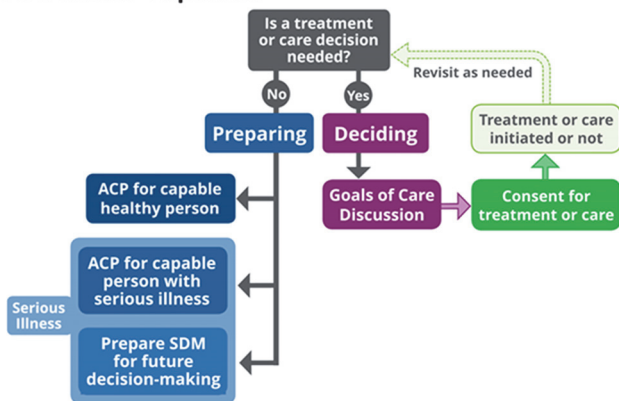 Is a treatment
or care decision
needed?
Revisit as needed
No
Yes
Preparing
Deciding
Treatment or care
initiated or not
ACP for capable
healthy person
Goals of Care
Discussion
Consent for
treatment or care
ACP for capable
person with
serious illness
Serious
Illness
Prepare SDM
for future
decision-making